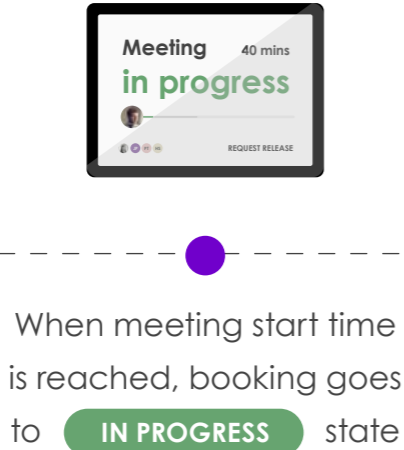 Meeting 40 mins
in progress
REQUEST RELEASE
When meeting start time
is reached, booking goes
to IN PROGRESS state